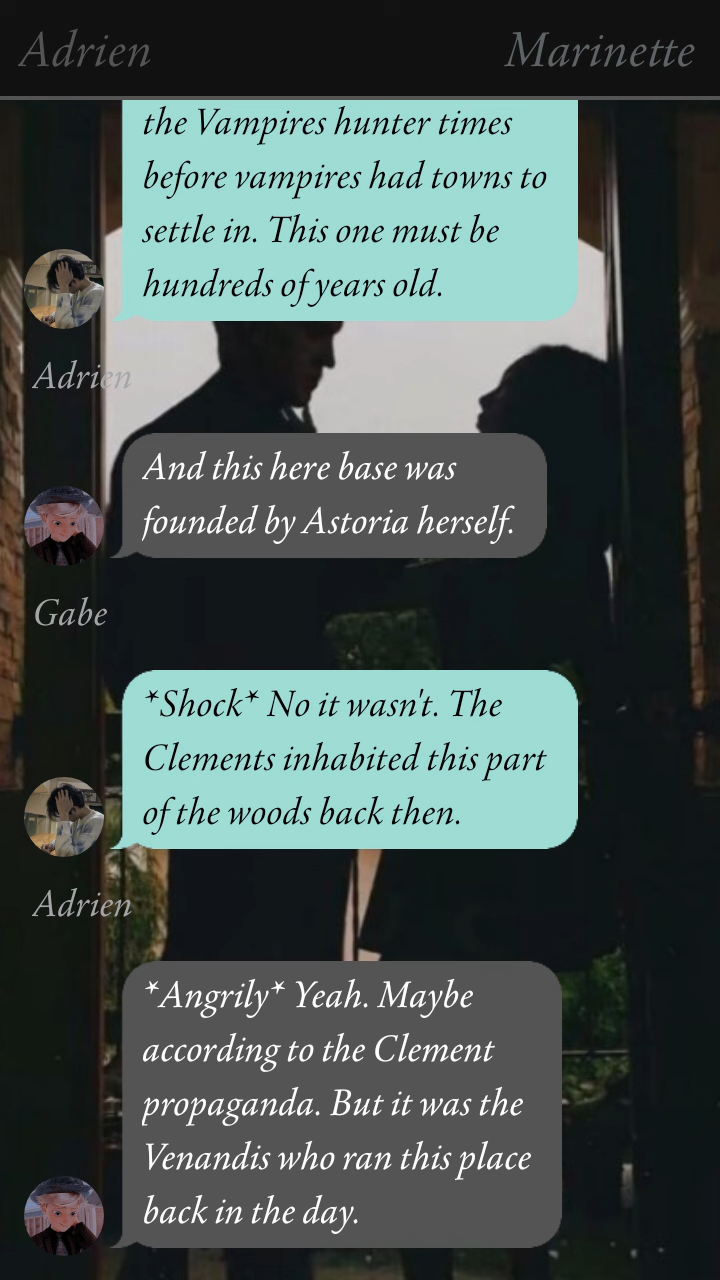 Adrien Marinette
the Vampires hunter times
before vampires had towns to
settle in. This one must be
hundreds of years old.
Adrien
And this here base was
founded by Astoria herself.
Gabe
*Shock* No it wasn't. The
Clements inhabited this part
of the woods back then.
Adrien
*Angrily* Yeah. Maybe
according to the Clement
propaganda. But it was the
Venandis who ran this place
back in the day.